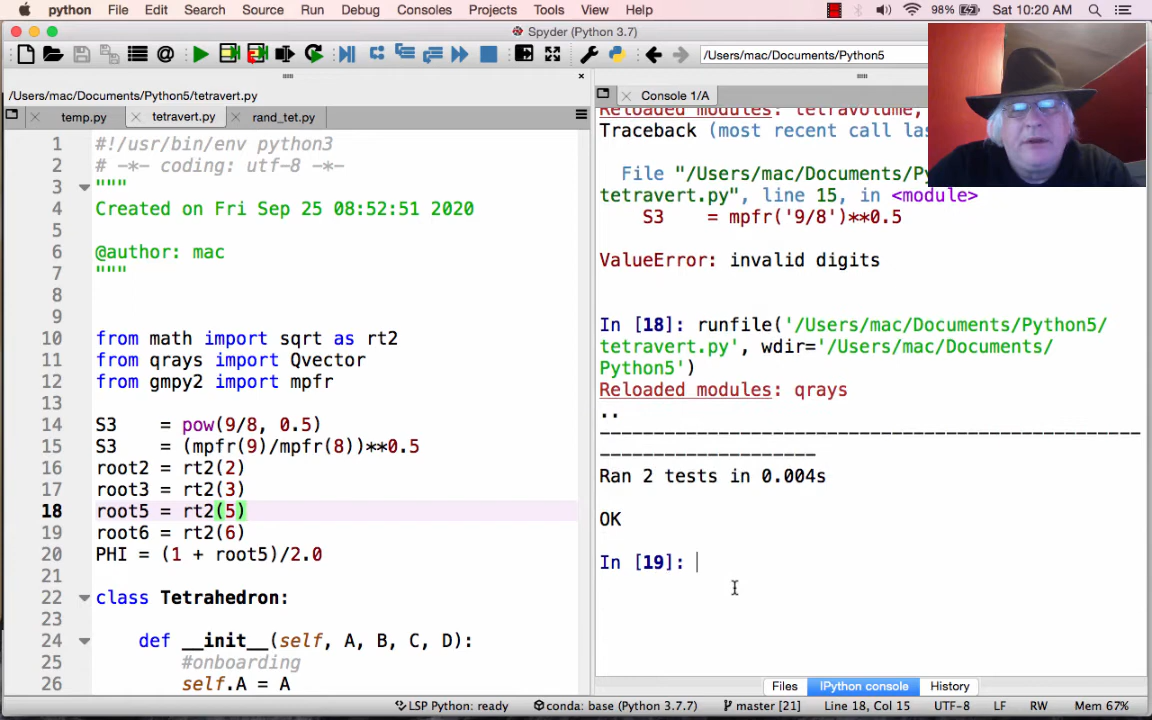 python File Edit Search Source Run Debug Consoles Projects Tools View Help 98% Sat 10:20 AM
Spyder (Python 3.7)
/Users/mac/Documents/Python5
/Users/mac/Documents/Python5/tetravert.py
temp.py tetravert.py rand_tet.py
1 #!/usr/bin/env python3
2 # -*- coding: utf-8 -*-
3 """
4 Created on Fri Sep 25 08:52:51 2020
5
6 @author: mac
7 """
8
9
10 from math import sqrt as rt2
11 from qrays import Qvector
12 from gmpy2 import mpfr
13
14 S3 = pow(9/8, 0.5)
15 S3 = (mpfr(9)/mpfr(8))**0.5
16 root2 = rt2(2)
17 root3 = rt2(3)
18 root5 = rt2(5)
19 root6 = rt2(6)
20 PHI = (1 + root5)/2.0
21
22 class Tetrahedron:
23
24 def __init__(self, A, B, C, D):
25 #onboarding
26 self.A = A
Console 1/A
Reloaded modules: tetravolume,
Traceback (most recent call las
File "/Users/mac/Documents/Py
tetravert.py", line 15, in <module>
S3 = mpfr('9/8')**0.5
ValueError: invalid digits
In [18]: runfile('/Users/mac/Documents/Python5/
tetravert.py', wdir='/Users/mac/Documents/
Python5')
Reloaded modules: qrays
..
----------------------------------------------------------------------
Ran 2 tests in 0.004s
OK
In [19]:
Files IPython console History
LSP Python: ready conda: base (Python 3.7.7) master [21] Line 18, Col 15 UTF-8 LF RW Mem 67%